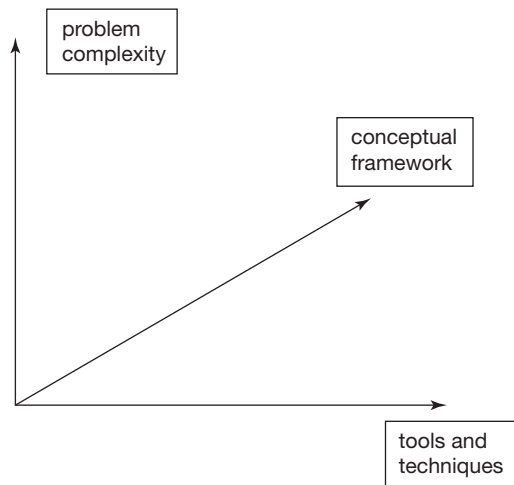 problem
complexity
conceptual
framework
tools and
techniques